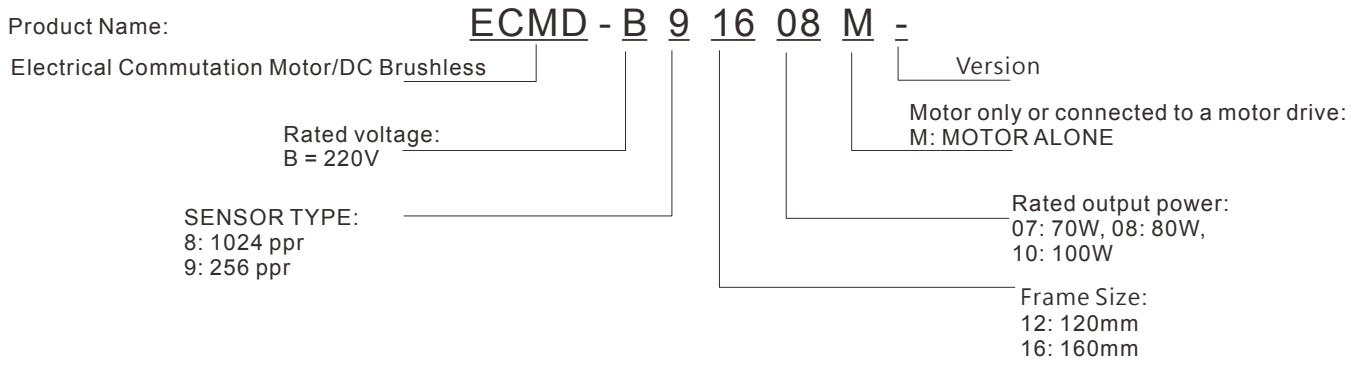 Product Name:
ECMD - B 9 16 08 M -
Electrical Commutation Motor/DC Brushless
Version
Motor only or connected to a motor drive:
M: MOTOR ALONE
Rated voltage:
B = 220V
SENSOR TYPE:
8: 1024 ppr
9: 256 ppr
Rated output power:
07: 70W, 08: 80W,
10: 100W
Frame Size:
12: 120mm
16: 160mm